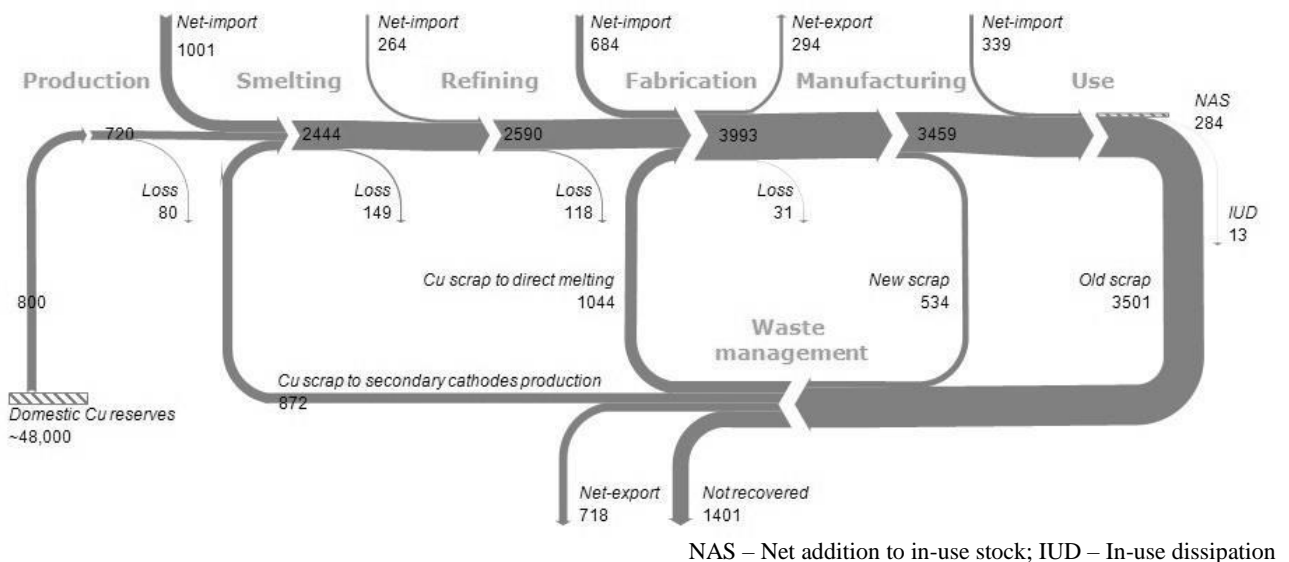 Net-import
1001
Net-import
264
Net-import
684
Net-export
294
Net-import
339
Production
Smelting
Refining
Fabrication
Manufacturing
Use
NAS
284
720
2444
2590
3993
3459
Loss
80
Loss
149
Loss
118
Loss
31
IUD
13
800
Cu scrap to direct melting
1044
New scrap
534
Old scrap
3501
Waste
management
Cu scrap to secondary cathodes production
872
Domestic Cu reserves
~48,000
Net-export
718
Not recovered
1401
NAS – Net addition to in-use stock; IUD – In-use dissipation